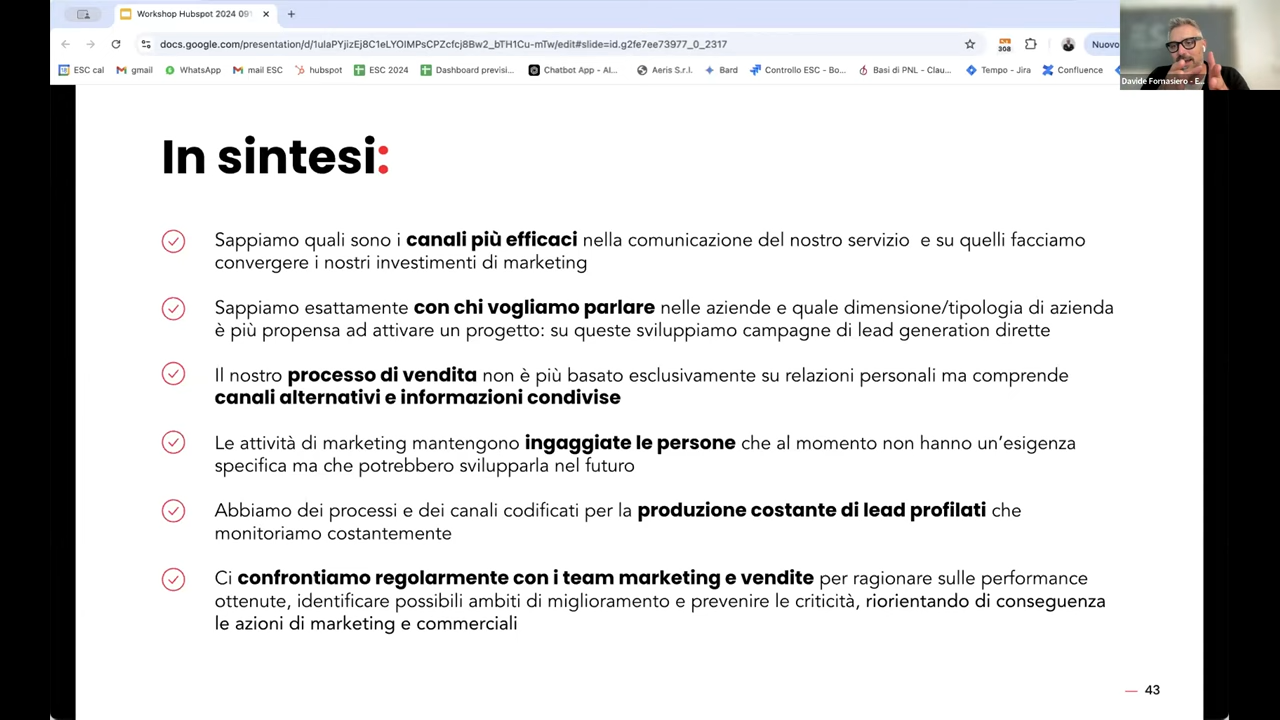 Workshop Hubspot 2024 091
docs.google.com/presentation/d/1ulaPYjizEj8C1eLYOlMPsCPZcfcj8Bw2_bTH1Cu-mTw/edit#slide=id.g2fe7ee73977_0_2317
308
Nuovo
ESC cal
gmail
WhatsApp
mail ESC
hubspot
ESC 2024
Dashboard previsi...
Chatbot App - AI...
Aeris S.r.l.
Bard
Controllo ESC - Bo...
Basi di PNL - Clau...
Tempo - Jira
Confluence
Davide Fornasiero - E...
In sintesi:
Sappiamo quali sono i canali più efficaci nella comunicazione del nostro servizio e su quelli facciamo
convergere i nostri investimenti di marketing
Sappiamo esattamente con chi vogliamo parlare nelle aziende e quale dimensione/tipologia di azienda
è più propensa ad attivare un progetto: su queste sviluppiamo campagne di lead generation dirette
Il nostro processo di vendita non è più basato esclusivamente su relazioni personali ma comprende
canali alternativi e informazioni condivise
Le attività di marketing mantengono ingaggiate le persone che al momento non hanno un'esigenza
specifica ma che potrebbero svilupparla nel futuro
Abbiamo dei processi e dei canali codificati per la produzione costante di lead profilati che
monitoriamo costantemente
Ci confrontiamo regolarmente con i team marketing e vendite per ragionare sulle performance
ottenute, identificare possibili ambiti di miglioramento e prevenire le criticità, riorientando di conseguenza
le azioni di marketing e commerciali
43